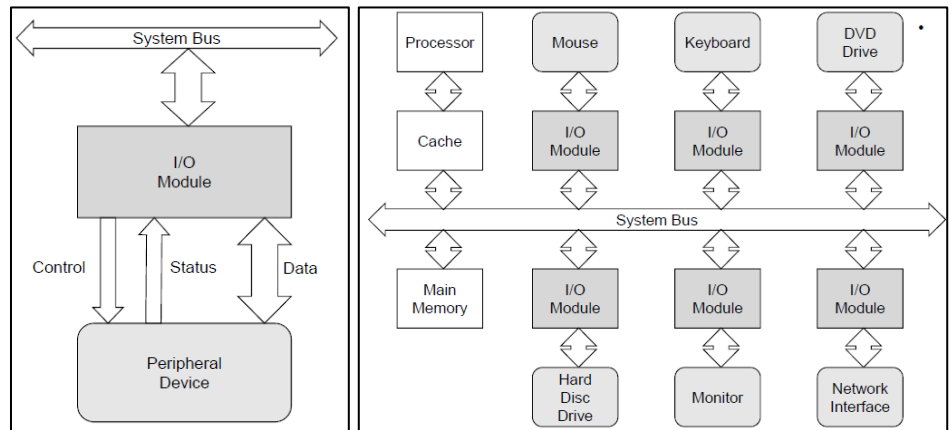 System Bus
I/O
Module
Control
Status
Data
Peripheral
Device
Processor
Mouse
Keyboard
DVD
Drive
Cache
I/O
Module
I/O
Module
I/O
Module
System Bus
Main
Memory
I/O
Module
I/O
Module
I/O
Module
Hard
Disc
Drive
Monitor
Network
Interface